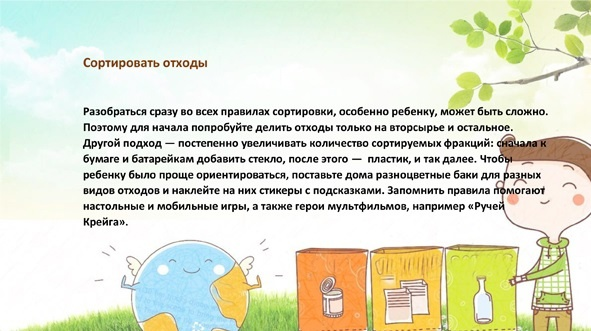 Сортировать отходы
Разобраться сразу во всех правилах сортировки, особенно ребенку, может быть сложно.
Поэтому для начала попробуйте делить отходы только на вторсырье и остальное.
Другой подход — постепенно увеличивать количество сортируемых фракций: сначала к
бумаге и батарейкам добавить стекло, после этого — пластик, и так далее. Чтобы
ребенку было проще ориентироваться, поставьте дома разноцветные баки для разных
видов отходов и наклейте на них стикеры с подсказками. Запомнить правила помогают
настольные и мобильные игры, а также герои мультфильмов, например «Ручей
Крейга».